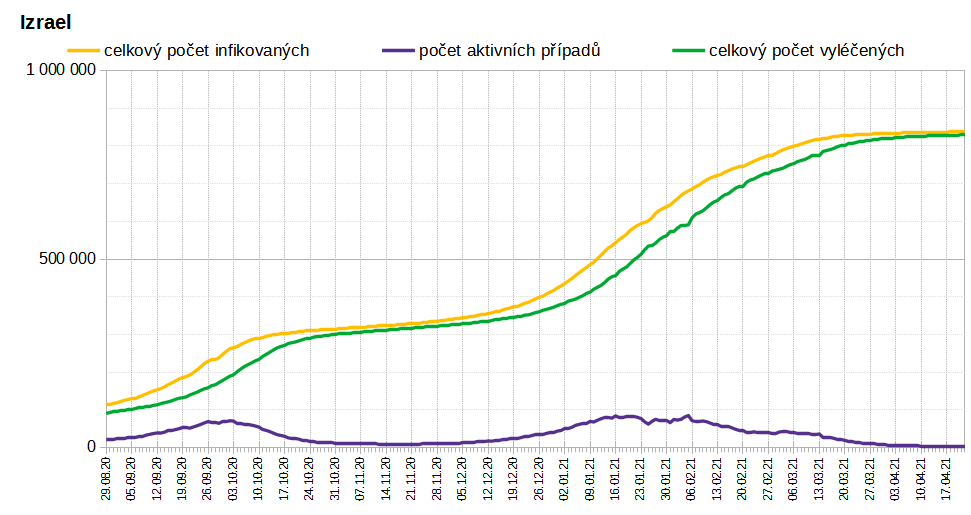 Izrael
celkový počet infikovaných počet aktivních případů celkový počet vyléčených
1 000 000
500 000
0
29.08.20 05.09.20 12.09.20 19.09.20 26.09.20 03.10.20 10.10.20 17.10.20 24.10.20 31.10.20 07.11.20 14.11.20 21.11.20 28.11.20 05.12.20 12.12.20 19.12.20 26.12.20 02.01.21 09.01.21 16.01.21 23.01.21 30.01.21 06.02.21 13.02.21 20.02.21 27.02.21 06.03.21 13.03.21 20.03.21 27.03.21 03.04.21 10.04.21 17.04.21